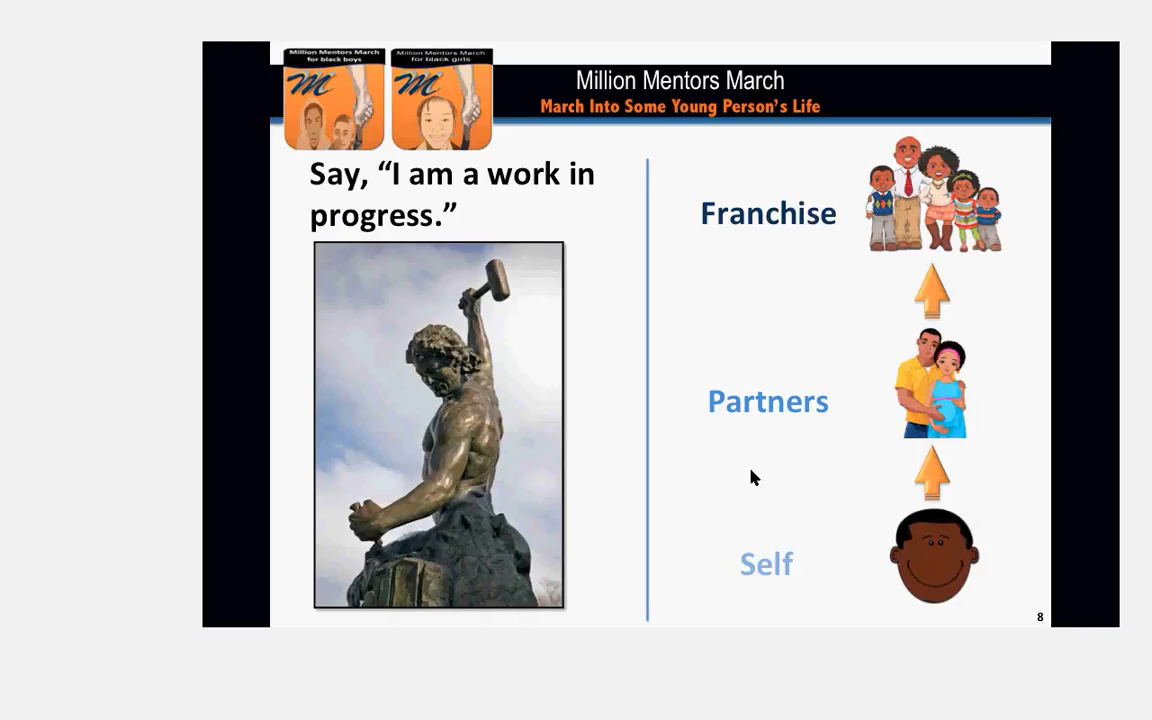 Million Mentors March
for black boys
Million Mentors March
for black girls
M
M
Million Mentors March
March Into Some Young Person's Life
Say, “I am a work in
progress.”
Franchise
Partners
Self
8